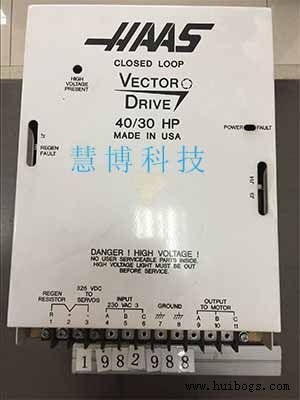 HAAS
CLOSED LOOP
VECTOR
DRIVE
HIGH
VOLTAGE
PRESENT
40/30 HP
MADE IN USA
POWER FAULT
REGEN
FAULT
J3 J14
慧博科技
DANGER ! HIGH VOLTAGE !
NO USER SERVICEABLE PARTS INSIDE.
HIGH VOLTAGE LIGHT MUST BE OUT
BEFORE SERVICE.
REGEN
RESISTOR
325 VDC
TO
SERVOS
INPUT
230 VAC 3
GROUND
OUTPUT
TO MOTOR
R + - A B C A B C
1 2 3 4 5 6 7 8 9 10 11
1982988
www.huibogs.com